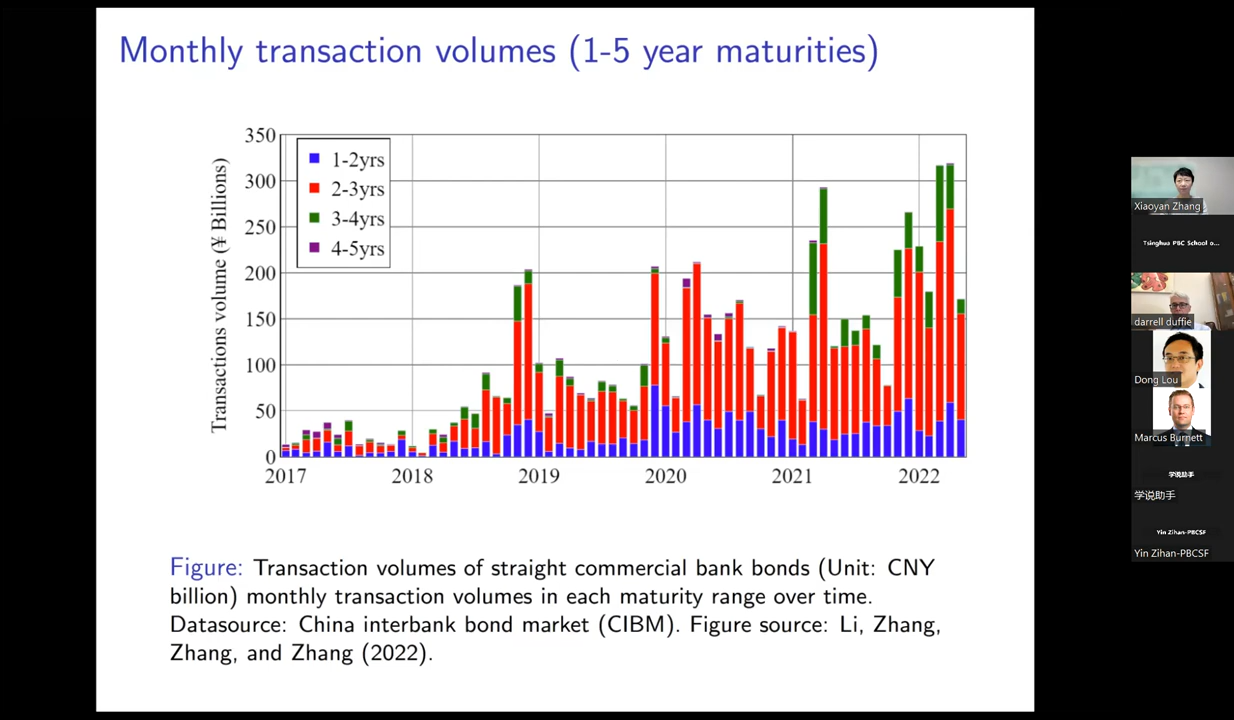 Monthly transaction volumes (1-5 year maturities)
Transactions volume (¥ Billions)
350
300
250
200
150
100
50
0
1-2yrs
2-3yrs
3-4yrs
4-5yrs
2017 2018 2019 2020 2021 2022
Figure: Transaction volumes of straight commercial bank bonds (Unit: CNY
billion) monthly transaction volumes in each maturity range over time.
Datasource: China interbank bond market (CIBM). Figure source: Li, Zhang,
Zhang, and Zhang (2022).
Xiaoyan Zhang
Tsinghua PBC School o...
darrell duffie
Dong Lou
Marcus Burnett
学说助手
学说助手
Yin Zihan-PBCSF
Yin Zihan-PBCSF